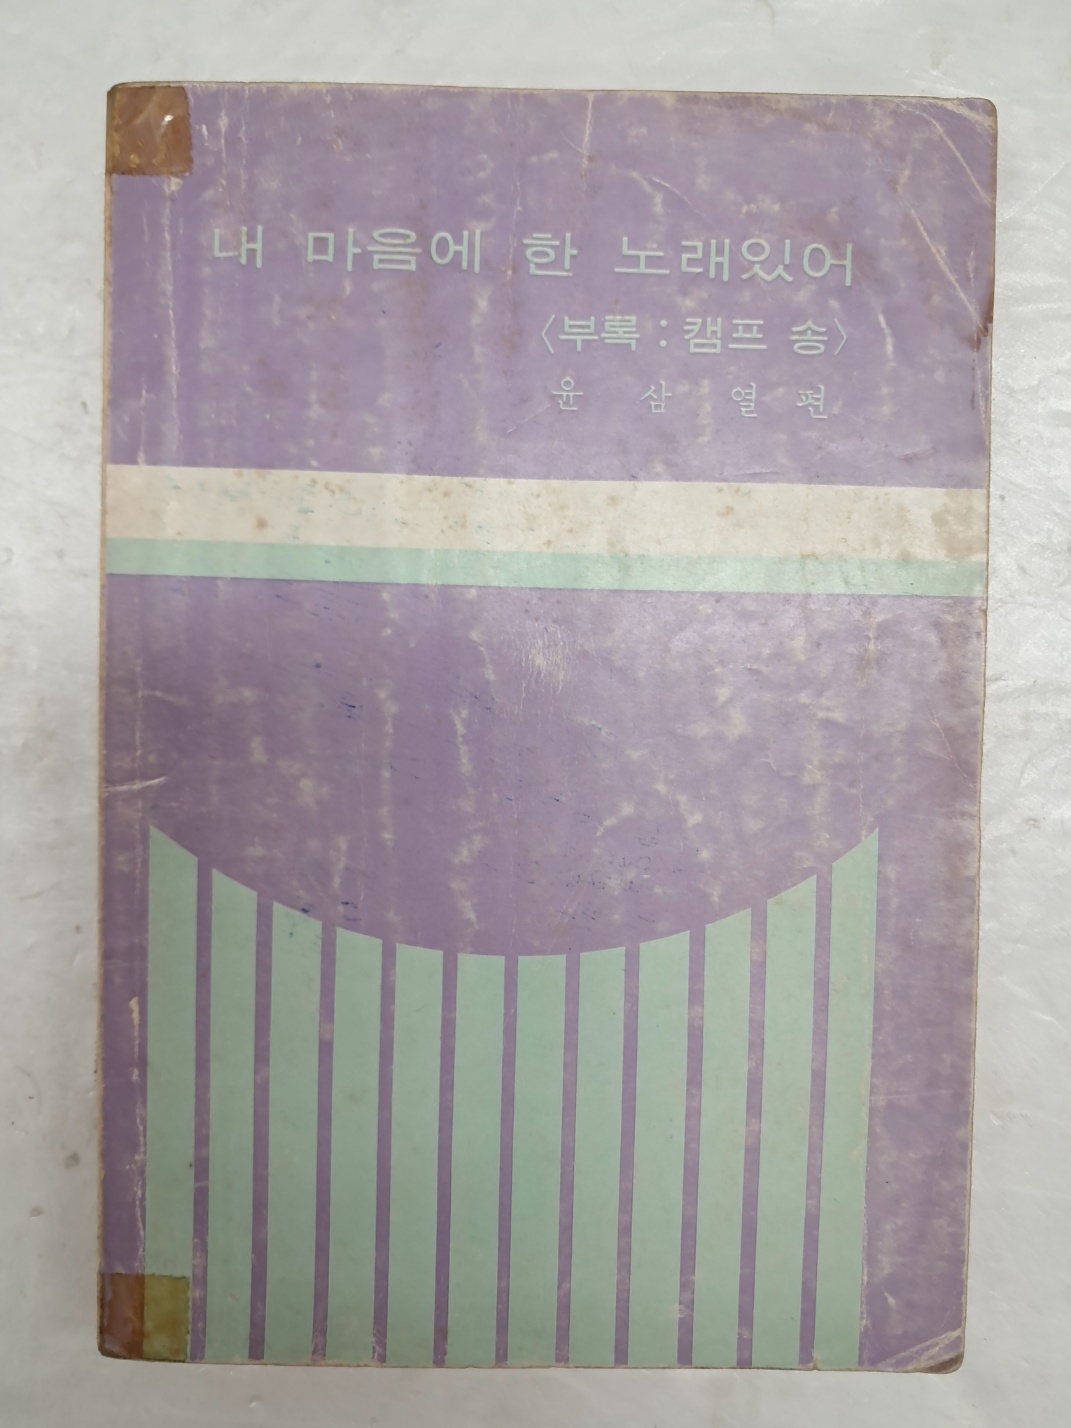 내 마음에 한 노래있어
〈부록 : 캠프 송〉
윤 삼 열 편